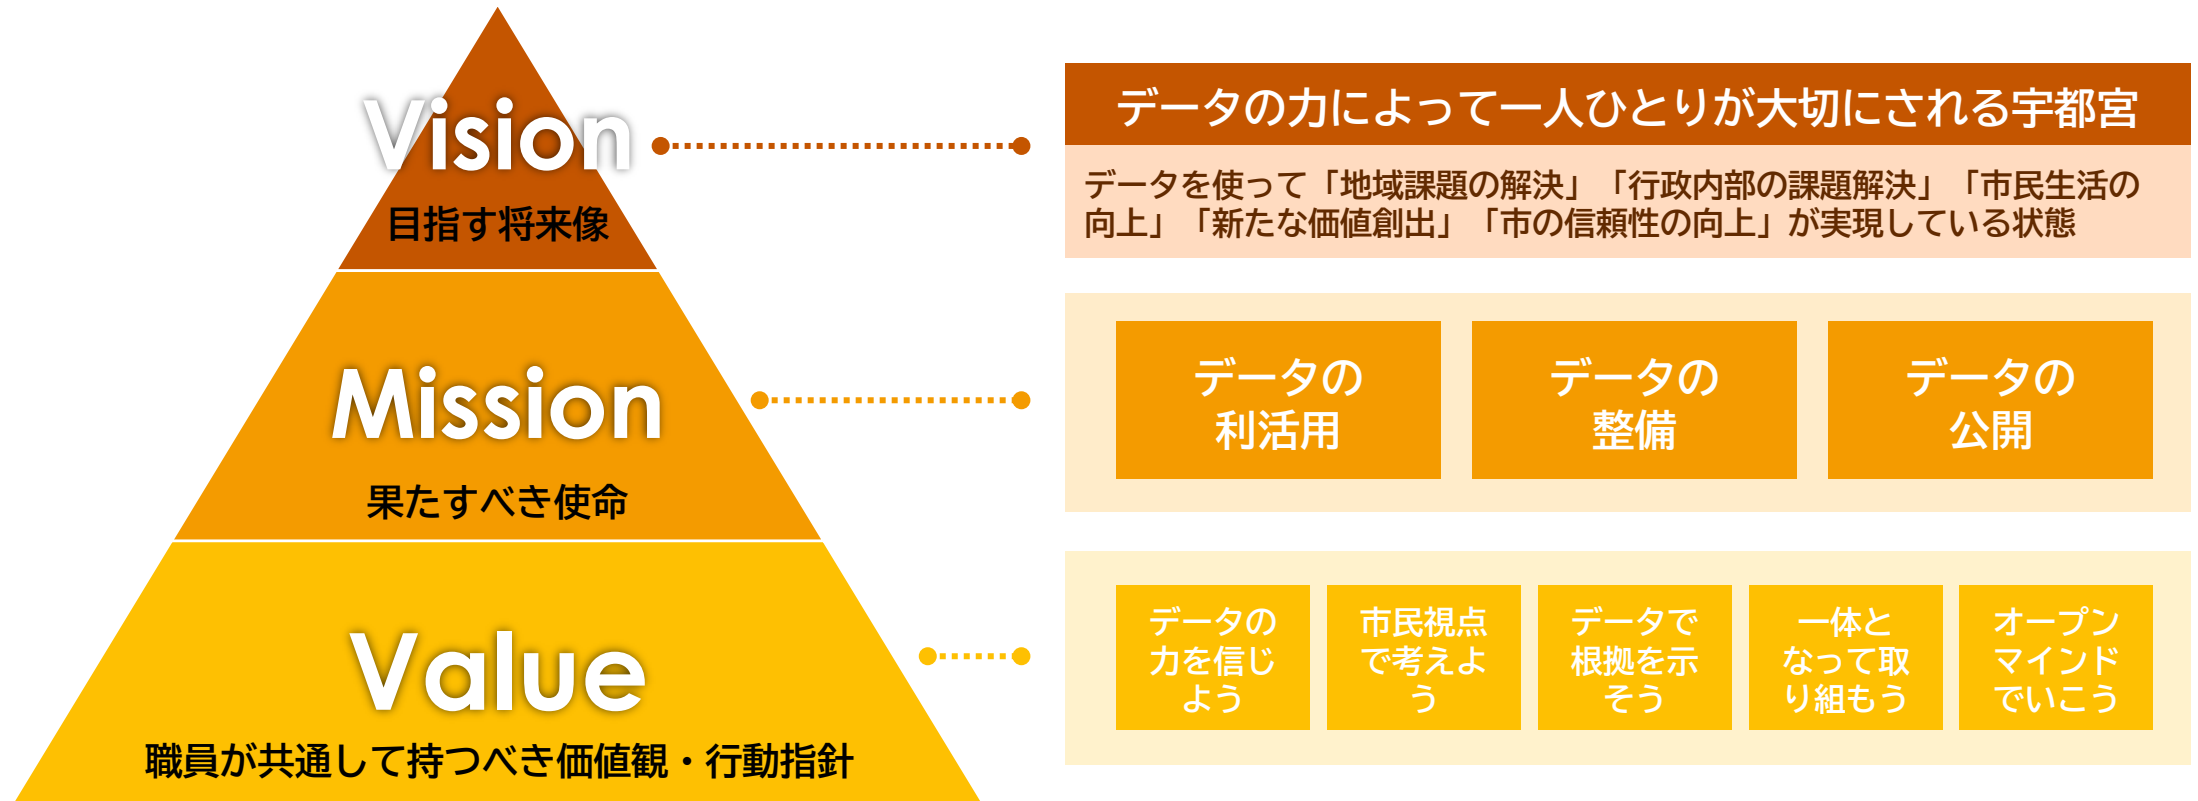 Vision
目指す将来像
データの力によって一人ひとりが大切にされる宇都宮
データを使って「地域課題の解決」「行政内部の課題解決」「市民生活の
向上」「新たな価値創出」「市の信頼性の向上」が実現している状態
Mission
果たすべき使命
データの
利活用
データの
整備
データの
公開
Value
職員が共通して持つべき価値観・行動指針
データの
力を信じ
よう
市民視点
で考えよ
う
データで
根拠を示
そう
一体と
なって取
り組もう
オープン
マインド
でいこう